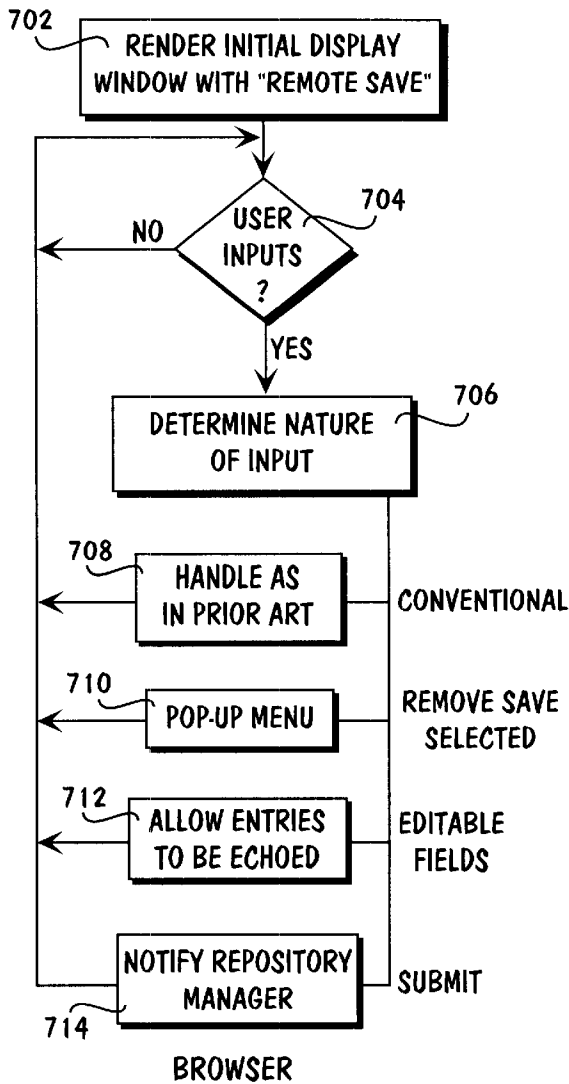 702
RENDER INITIAL DISPLAY
WINDOW WITH "REMOTE SAVE"
704
USER
INPUTS
?
NO
YES
706
DETERMINE NATURE
OF INPUT
708
HANDLE AS
IN PRIOR ART
CONVENTIONAL
710
POP-UP MENU
REMOVE SAVE
SELECTED
712
ALLOW ENTRIES
TO BE ECHOED
EDITABLE
FIELDS
NOTIFY REPOSITORY
MANAGER
SUBMIT
714
BROWSER